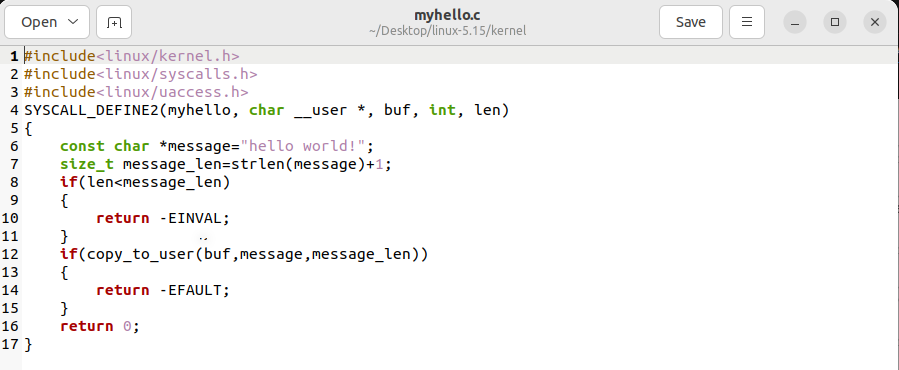 Open
myhello.c
~/Desktop/linux-5.15/kernel
Save
1 #include<linux/kernel.h>
2 #include<linux/syscalls.h>
3 #include<linux/uaccess.h>
4 SYSCALL_DEFINE2(myhello, char __user *, buf, int, len)
5 {
6     const char *message="hello world!";
7     size_t message_len=strlen(message)+1;
8     if(len<message_len)
9     {
10         return -EINVAL;
11     }
12     if(copy_to_user(buf,message,message_len))
13     {
14         return -EFAULT;
15     }
16     return 0;
17 }